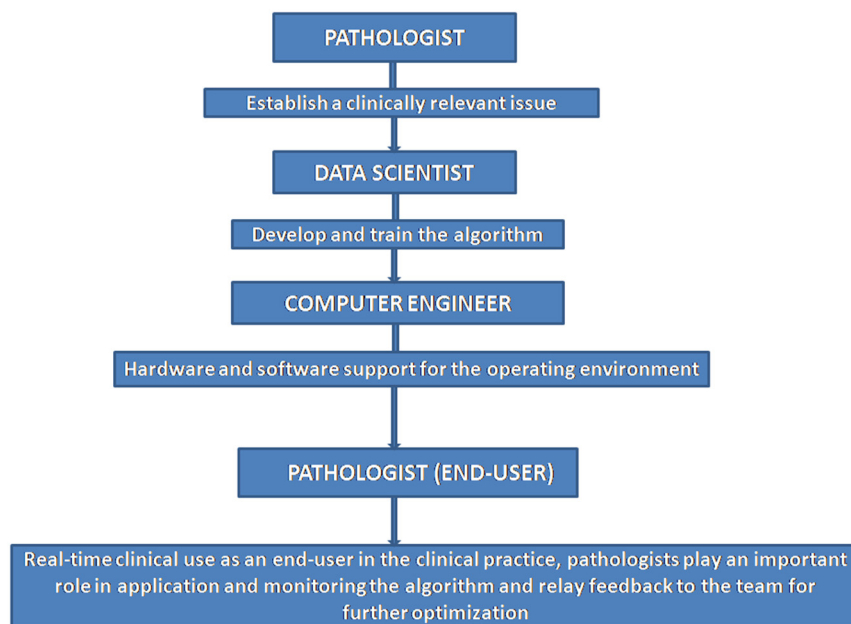 PATHOLOGIST
Establish a clinically relevant issue
DATA SCIENTIST
Develop and train the algorithm
COMPUTER ENGINEER
Hardware and software support for the operating environment
PATHOLOGIST (END-USER)
Real-time clinical use as an end-user in the clinical practice, pathologists play an important
role in application and monitoring the algorithm and relay feedback to the team for
further optimization